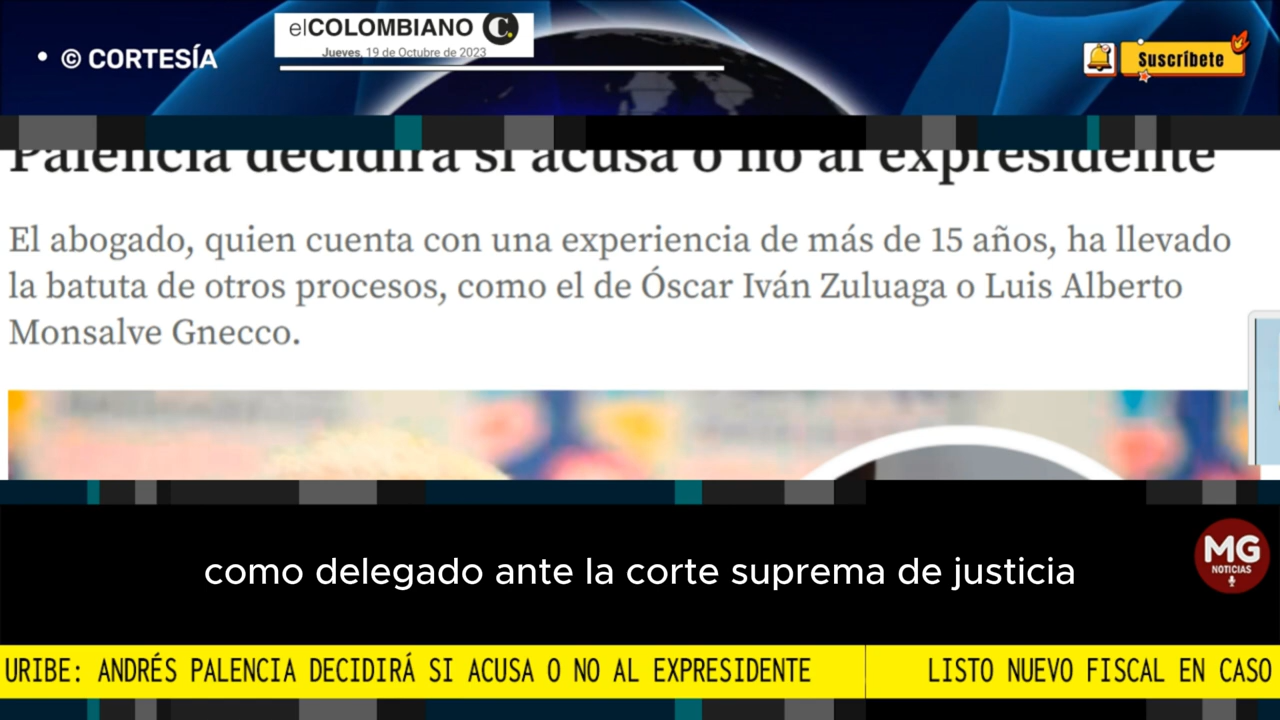 elCOLOMBIANO C.
Jueves, 19 de Octubre de 2023
• © CORTESÍA
Suscríbete
Palencia decidirá si acusa o no al expresidente
El abogado, quien cuenta con una experiencia de más de 15 años, ha llevado
la batuta de otros procesos, como el de Óscar Iván Zuluaga o Luis Alberto
Monsalve Gnecco.
como delegado ante la corte suprema de justicia
MG
NOTICIAS
URIBE: ANDRÉS PALENCIA DECIDIRÁ SI ACUSA O NO AL EXPRESIDENTE LISTO NUEVO FISCAL EN CASO